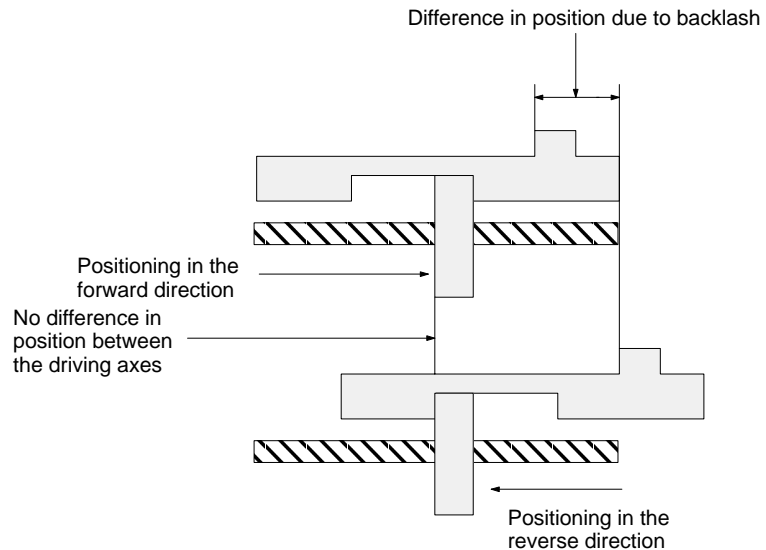 Difference in position due to backlash
Positioning in the
forward direction
No difference in
position between
the driving axes
Positioning in the
reverse direction